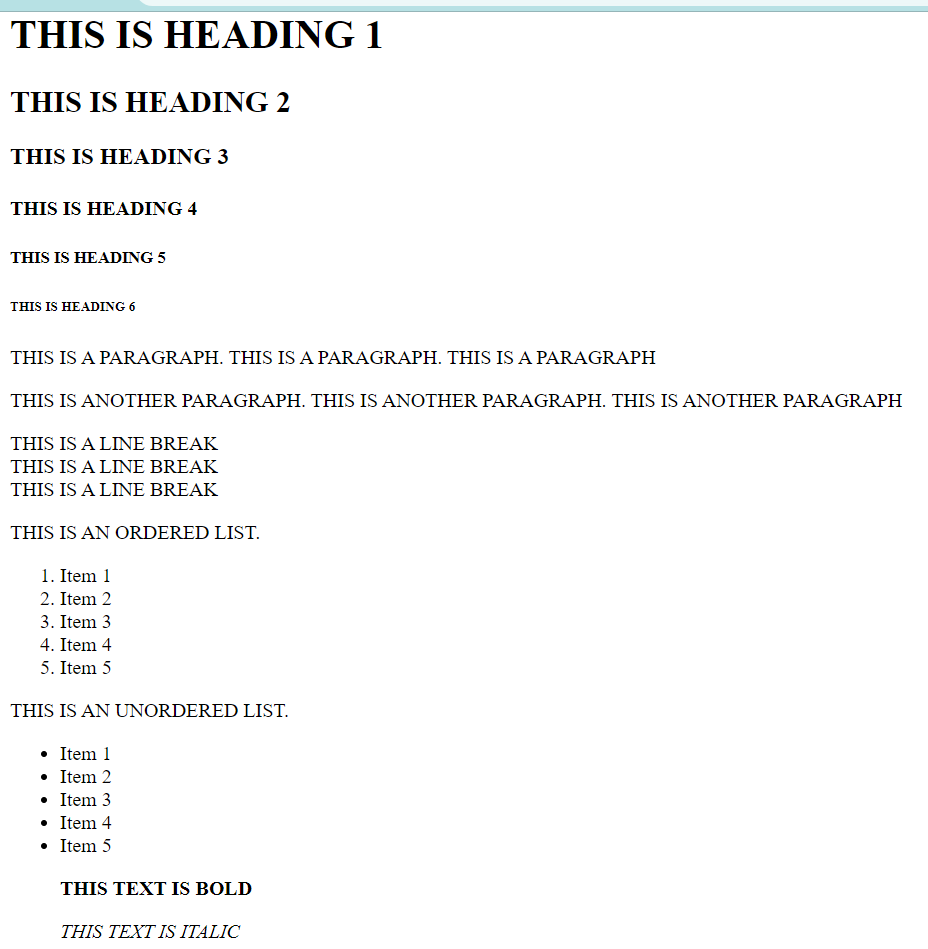 THIS IS HEADING 1
THIS IS HEADING 2
THIS IS HEADING 3
THIS IS HEADING 4
THIS IS HEADING 5
THIS IS HEADING 6
THIS IS A PARAGRAPH. THIS IS A PARAGRAPH. THIS IS A PARAGRAPH
THIS IS ANOTHER PARAGRAPH. THIS IS ANOTHER PARAGRAPH. THIS IS ANOTHER PARAGRAPH
THIS IS A LINE BREAK
THIS IS A LINE BREAK
THIS IS A LINE BREAK
THIS IS AN ORDERED LIST.
1. Item 1
2. Item 2
3. Item 3
4. Item 4
5. Item 5
THIS IS AN UNORDERED LIST.
• Item 1
• Item 2
• Item 3
• Item 4
• Item 5
THIS TEXT IS BOLD
THIS TEXT IS ITALIC